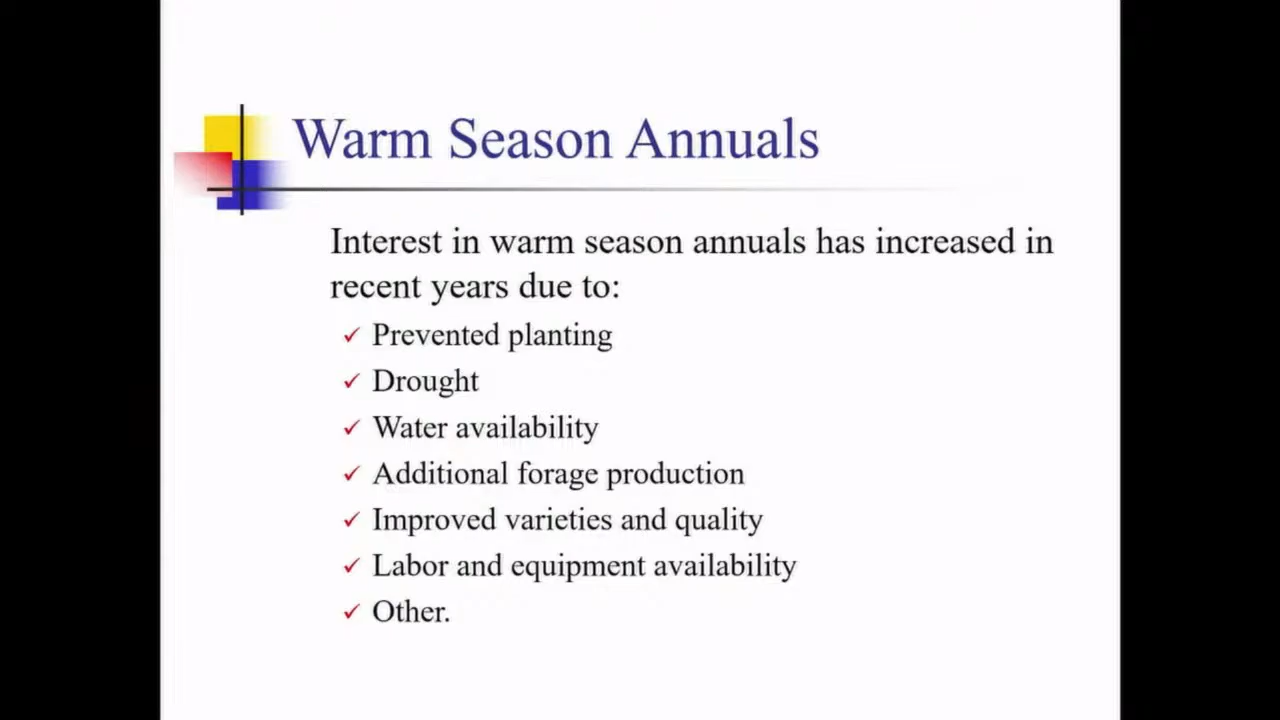 Warm Season Annuals
Interest in warm season annuals has increased in
recent years due to:
✓ Prevented planting
✓ Drought
✓ Water availability
✓ Additional forage production
✓ Improved varieties and quality
✓ Labor and equipment availability
✓ Other.